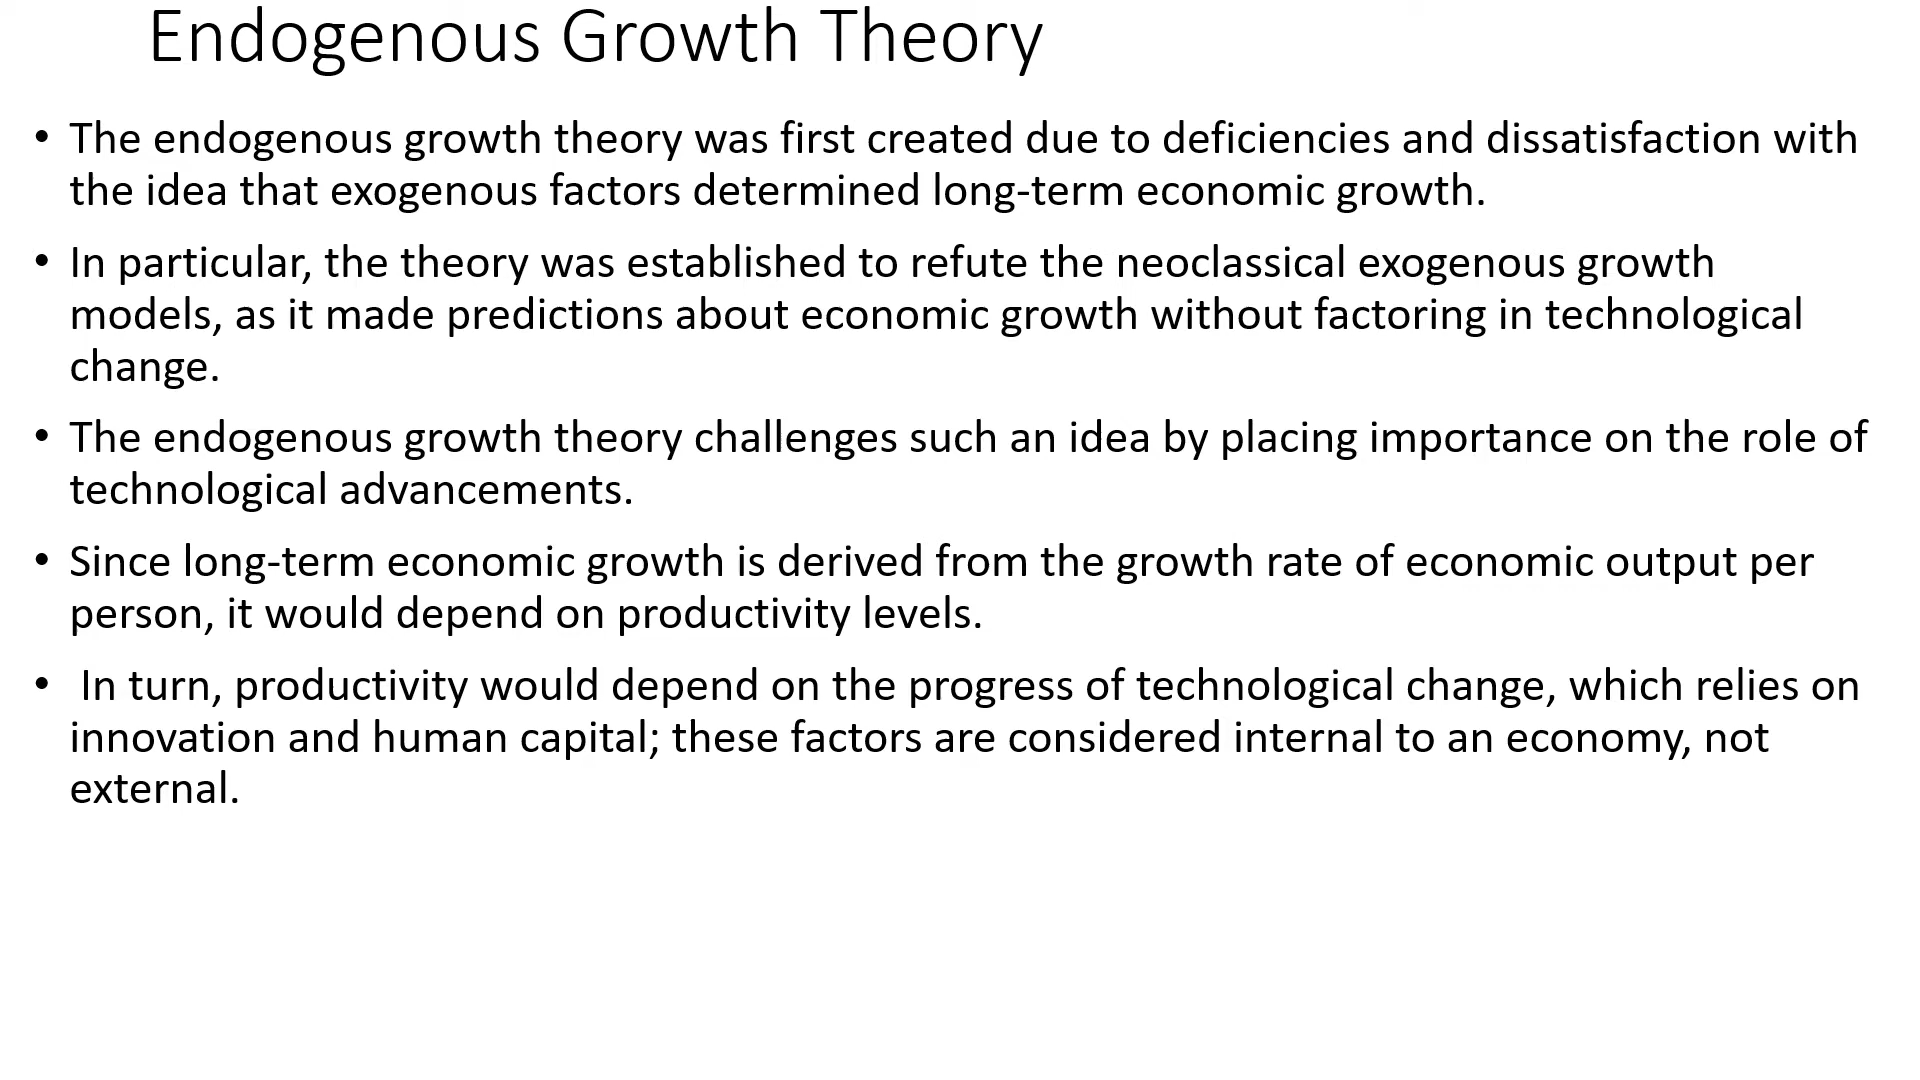 Endogenous Growth Theory
• The endogenous growth theory was first created due to deficiencies and dissatisfaction with
the idea that exogenous factors determined long-term economic growth.
• In particular, the theory was established to refute the neoclassical exogenous growth
models, as it made predictions about economic growth without factoring in technological
change.
• The endogenous growth theory challenges such an idea by placing importance on the role of
technological advancements.
• Since long-term economic growth is derived from the growth rate of economic output per
person, it would depend on productivity levels.
• In turn, productivity would depend on the progress of technological change, which relies on
innovation and human capital; these factors are considered internal to an economy, not
external.